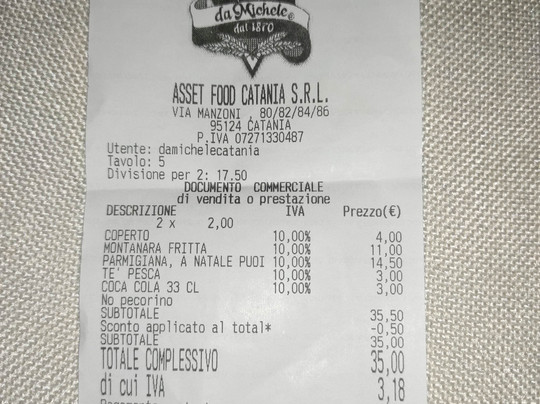 da Michele®
dal 1870
ASSET FOOD CATANIA S.R.L.
VIA MANZONI , 80/82/84/86
95124 CATANIA
P.IVA 07271330487
Utente: damichelecatania
Tavolo: 5
Divisione per 2: 17.50
DOCUMENTO COMMERCIALE
di vendita o prestazione
DESCRIZIONE IVA Prezzo(€)
2 x 2,00
COPERTO 10,00% 4,00
MONTANARA FRITTA 10,00% 11,00
PARMIGIANA, A NATALE PUOI 10,00% 14,50
TE' PESCA 10,00% 3,00
COCA COLA 33 CL 10,00% 3,00
No pecorino
SUBTOTALE 35,50
Sconto applicato al total* -0,50
SUBTOTALE 35,00
TOTALE COMPLESSIVO 35,00
di cui IVA 3,18